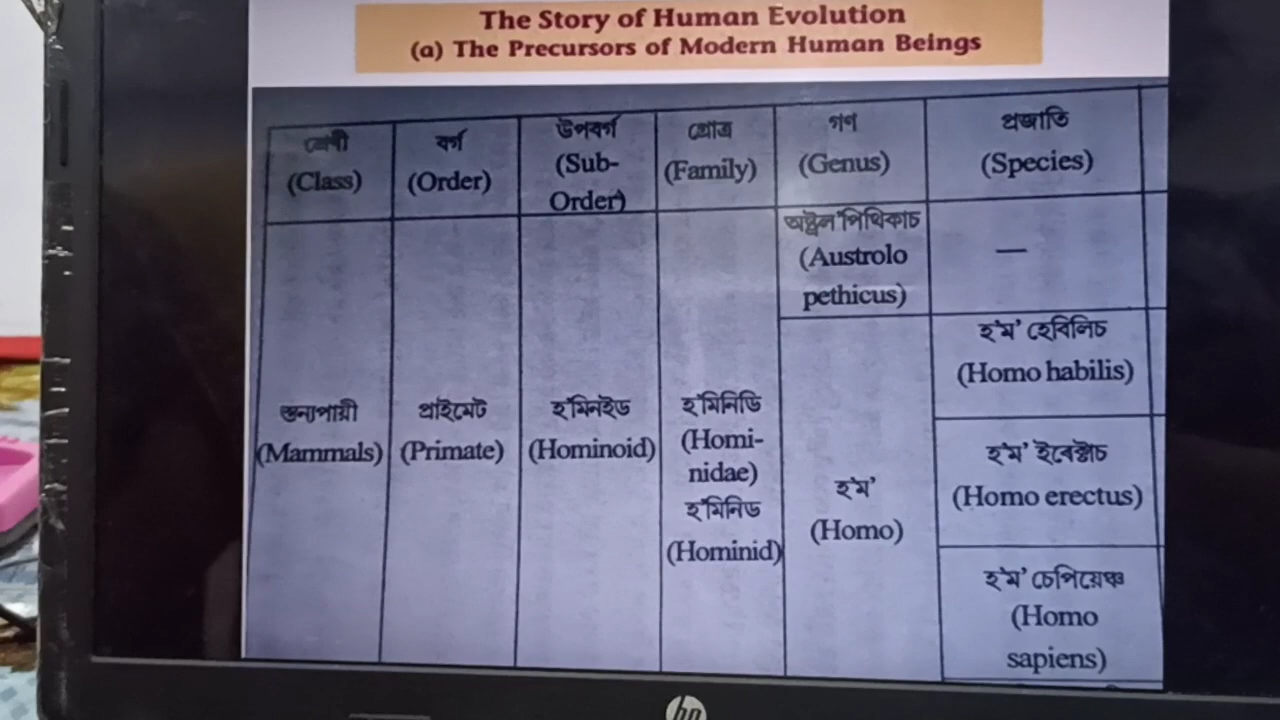 The Story of Human Evolution
(a) The Precursors of Modern Human Beings
শ্ৰেণী
(Class)
বৰ্গ
(Order)
উপবৰ্গ
(Sub-
Order)
গোত্ৰ
(Family)
গণ
(Genus)
প্ৰজাতি
(Species)
স্তন্যপায়ী
(Mammals)
প্ৰাইমেট
(Primate)
হ'মিনইড
(Hominoid)
হ'মিনিডি
(Homi-
nidae)
হ'মিনিড
(Hominid)
অষ্ট্ৰল'পিথিকাচ
(Austrolo
pethicus)
হ'ম'
(Homo)
—
হ'ম' হেবিলিচ
(Homo habilis)
হ'ম' ইৰেক্টাচ
(Homo erectus)
হ'ম' চেপিয়েঞ্চ
(Homo
sapiens)
hp